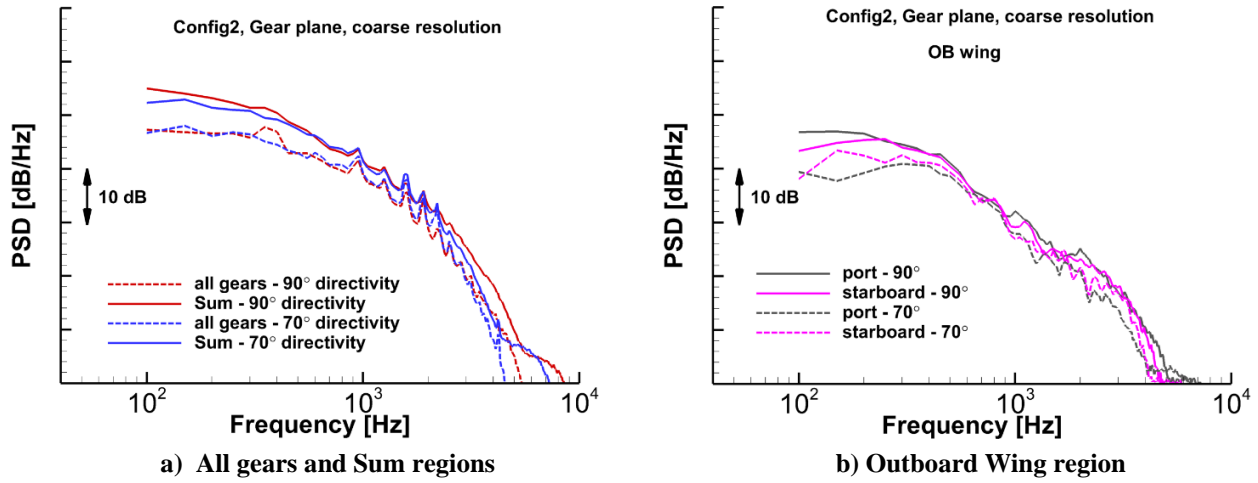 Config2, Gear plane, coarse resolution
PSD [dB/Hz]
10 dB
all gears - 90° directivity
Sum - 90° directivity
all gears - 70° directivity
Sum - 70° directivity
10²
10³
10⁴
Frequency [Hz]
a) All gears and Sum regions
Config2, Gear plane, coarse resolution
OB wing
PSD [dB/Hz]
10 dB
port - 90°
starboard - 90°
port - 70°
starboard - 70°
10²
10³
10⁴
Frequency [Hz]
b) Outboard Wing region